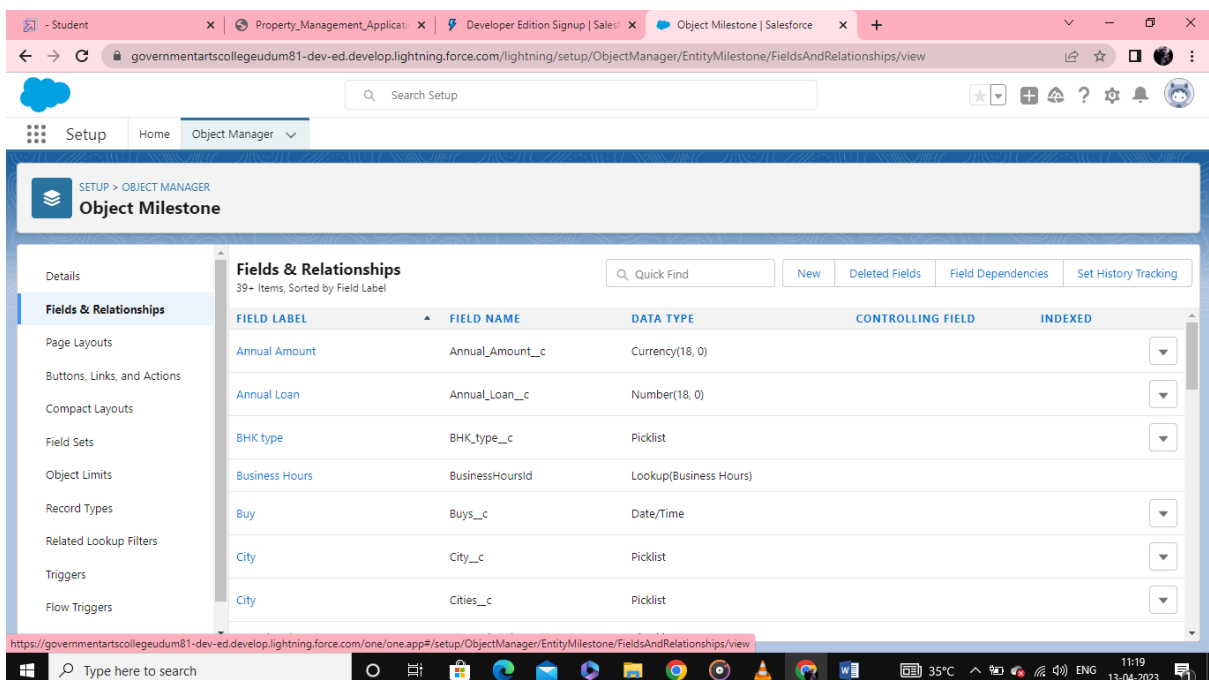 - Student
Property_Management_Applicati
Developer Edition Signup | Salesf
Object Milestone | Salesforce
governmentartscollegeudum81-dev-ed.develop.lightning.force.com/lightning/setup/ObjectManager/EntityMilestone/FieldsAndRelationships/view
Search Setup
Setup
Home
Object Manager
SETUP > OBJECT MANAGER
Object Milestone
Details
Fields & Relationships
Page Layouts
Buttons, Links, and Actions
Compact Layouts
Field Sets
Object Limits
Record Types
Related Lookup Filters
Triggers
Flow Triggers
Fields & Relationships
39+ Items, Sorted by Field Label
Quick Find
New
Deleted Fields
Field Dependencies
Set History Tracking
FIELD LABEL FIELD NAME DATA TYPE CONTROLLING FIELD INDEXED
Annual Amount Annual_Amount__c Currency(18, 0)
Annual Loan Annual_Loan__c Number(18, 0)
BHK type BHK_type__c Picklist
Business Hours BusinessHoursId Lookup(Business Hours)
Buy Buys__c Date/Time
City City__c Picklist
City Cities__c Picklist
https://governmentartscollegeudum81-dev-ed.develop.lightning.force.com/one/one.app#/setup/ObjectManager/EntityMilestone/FieldsAndRelationships/view
Type here to search
35°C
ENG
11:19
13-04-2023